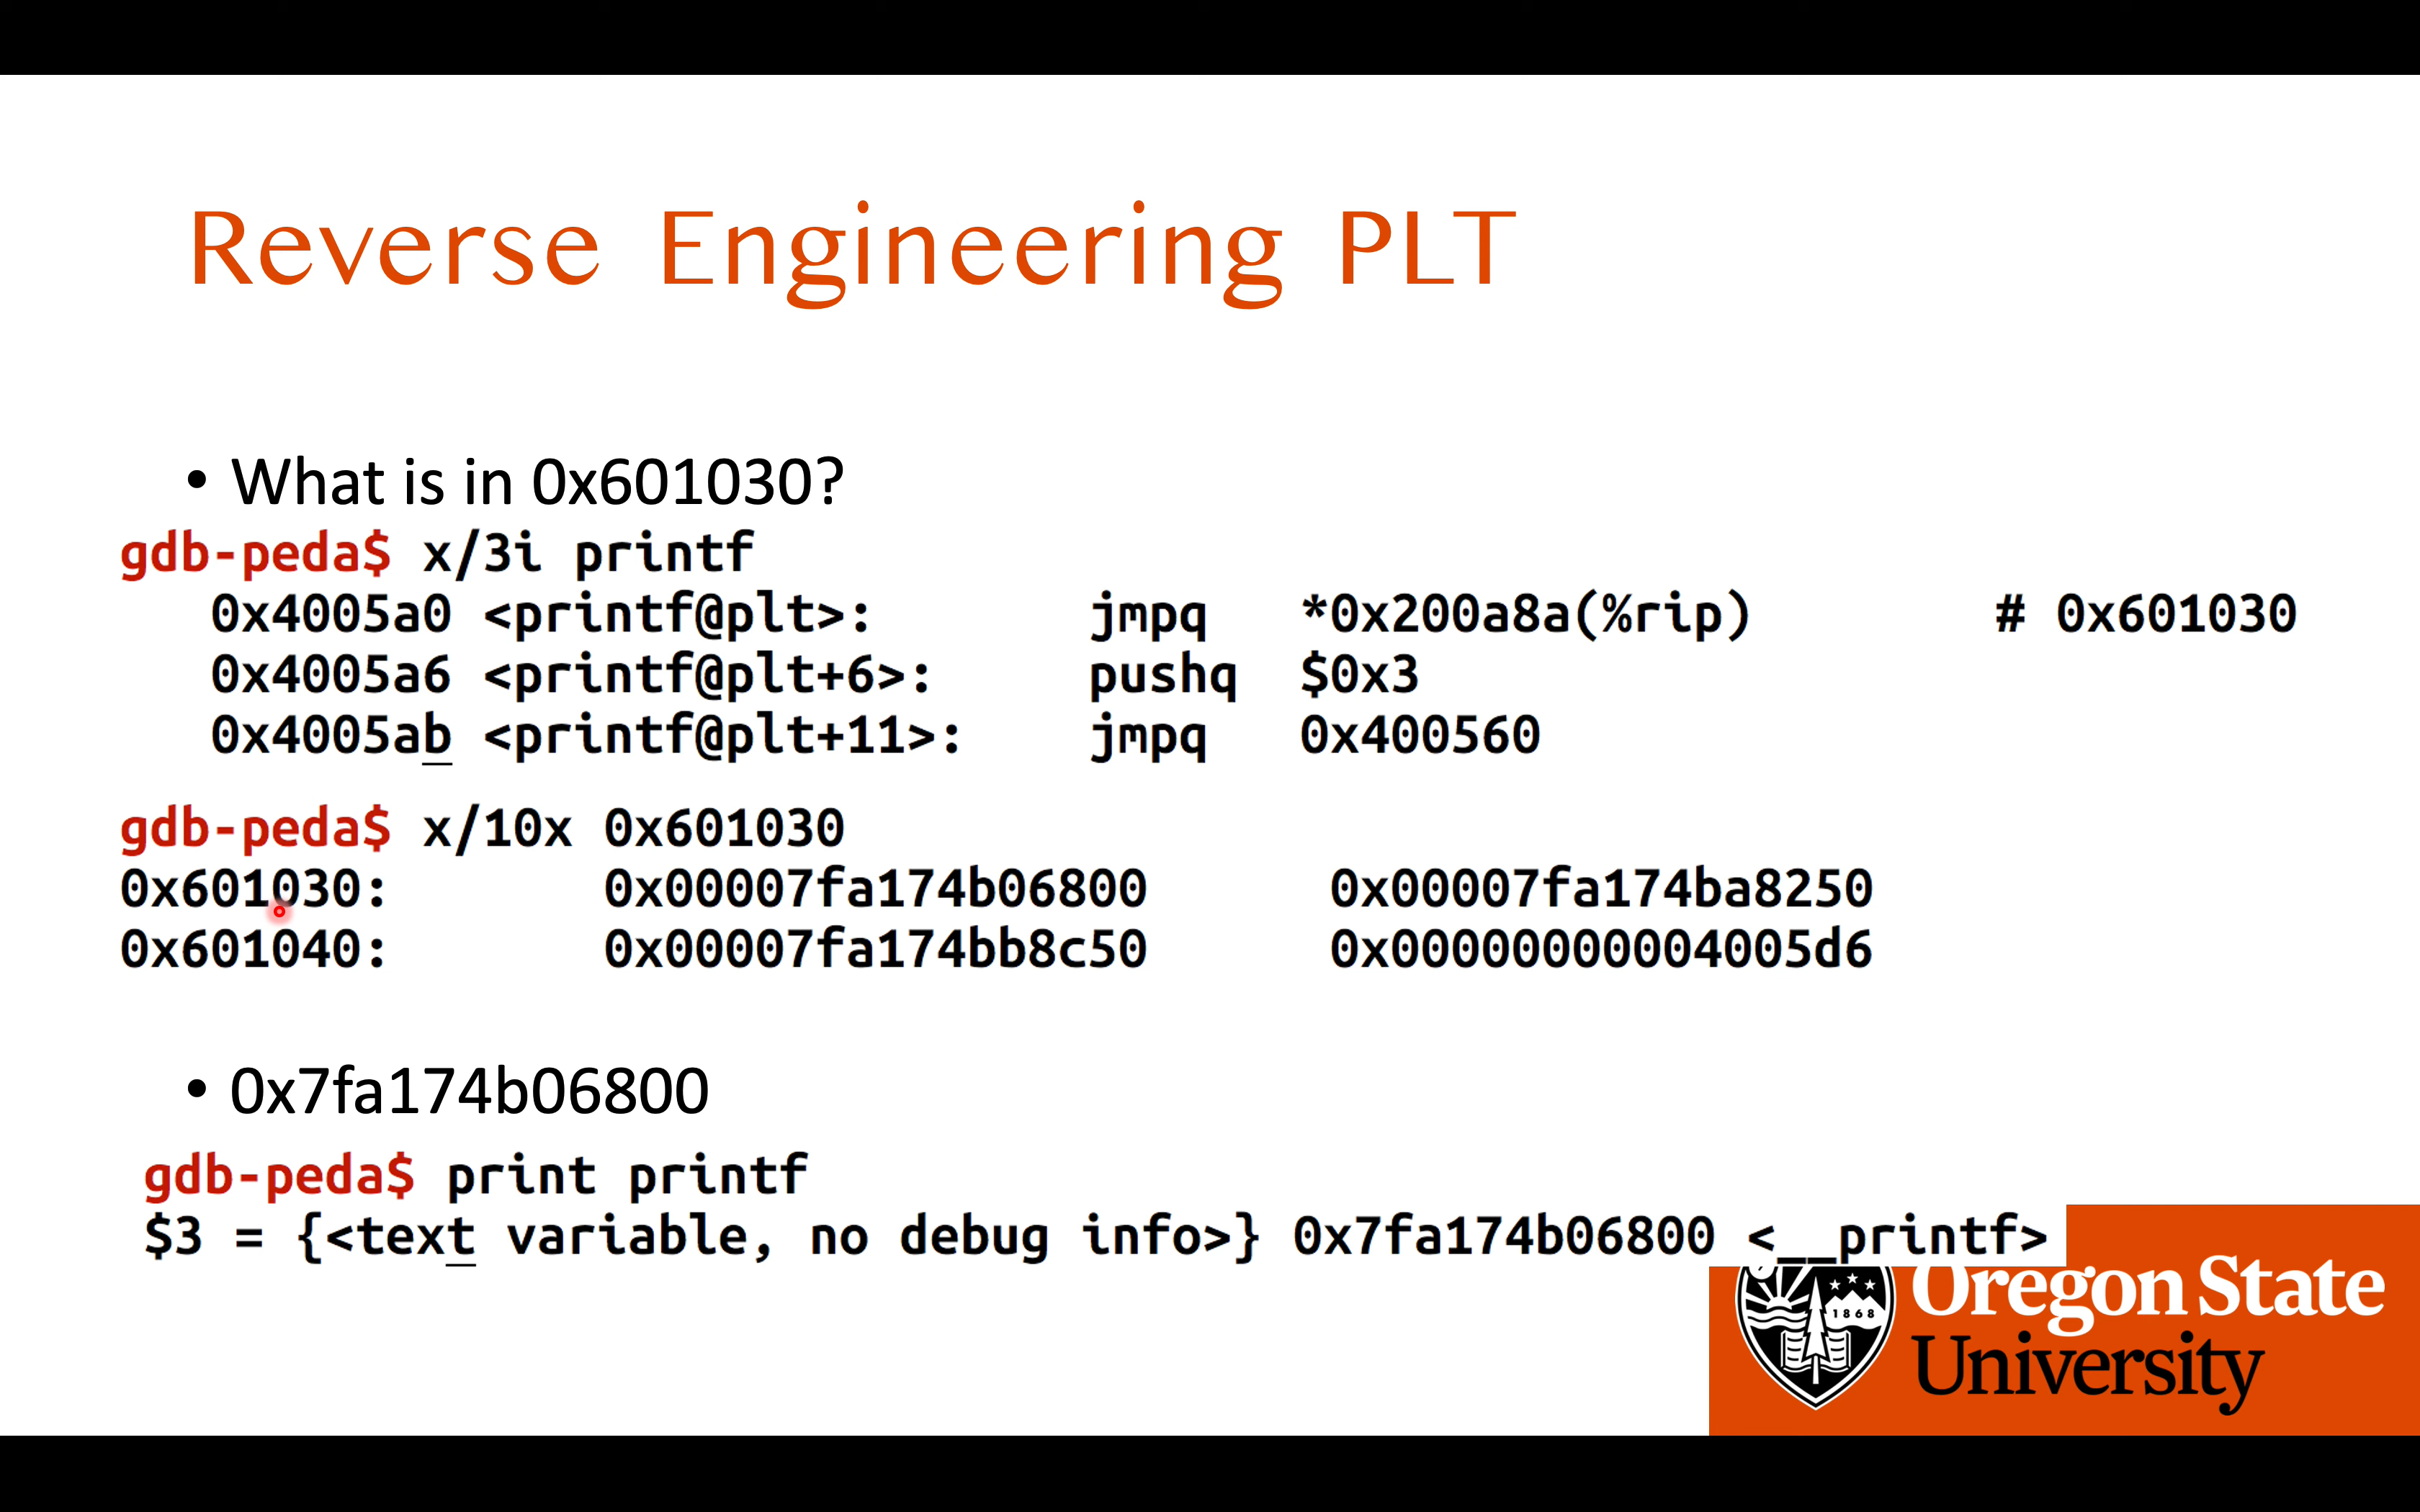 Reverse Engineering PLT
• What is in 0x601030?
gdb-peda$ x/3i printf
0x4005a0 <printf@plt>: jmpq *0x200a8a(%rip) # 0x601030
0x4005a6 <printf@plt+6>: pushq $0x3
0x4005ab <printf@plt+11>: jmpq 0x400560
gdb-peda$ x/10x 0x601030
0x601030: 0x00007fa174b06800 0x00007fa174ba8250
0x601040: 0x00007fa174bb8c50 0x00000000004005d6
• 0x7fa174b06800
gdb-peda$ print printf
$3 = {<text variable, no debug info>} 0x7fa174b06800 <__printf>
1868
Oregon State
University